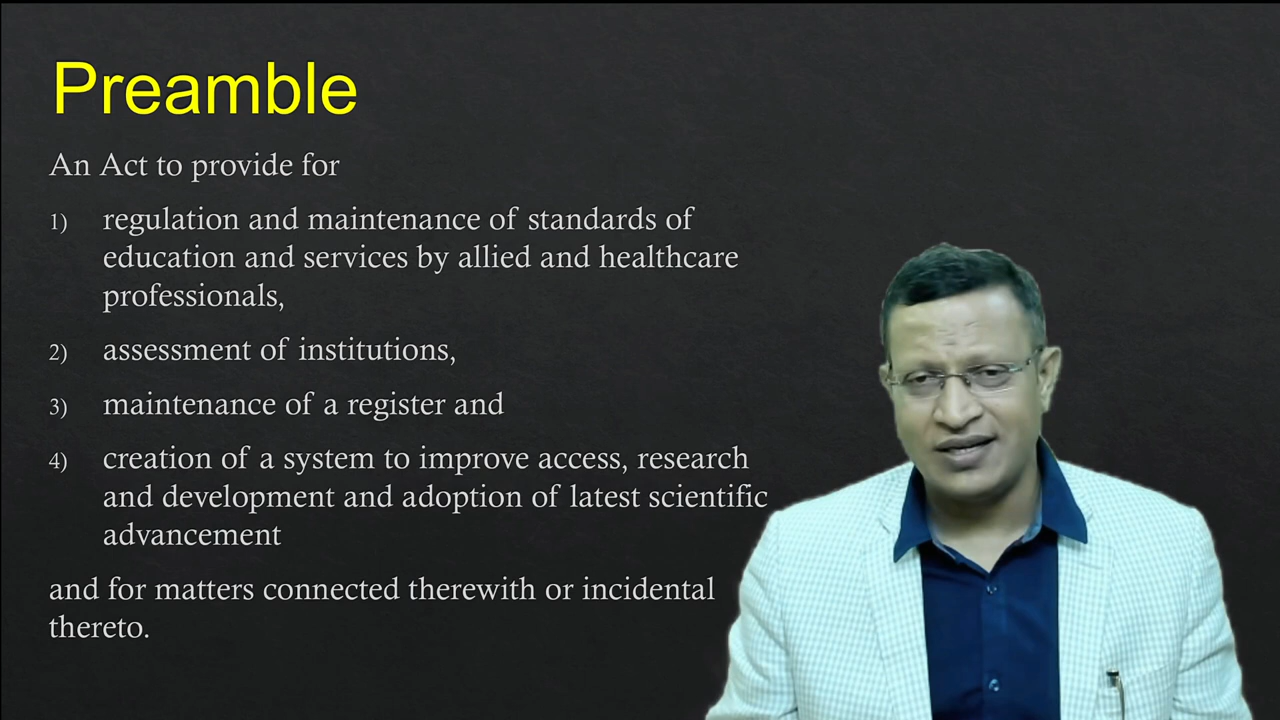 Preamble
An Act to provide for
1) regulation and maintenance of standards of
education and services by allied and healthcare
professionals,
2) assessment of institutions,
3) maintenance of a register and
4) creation of a system to improve access, research
and development and adoption of latest scientific
advancement
and for matters connected therewith or incidental
thereto.